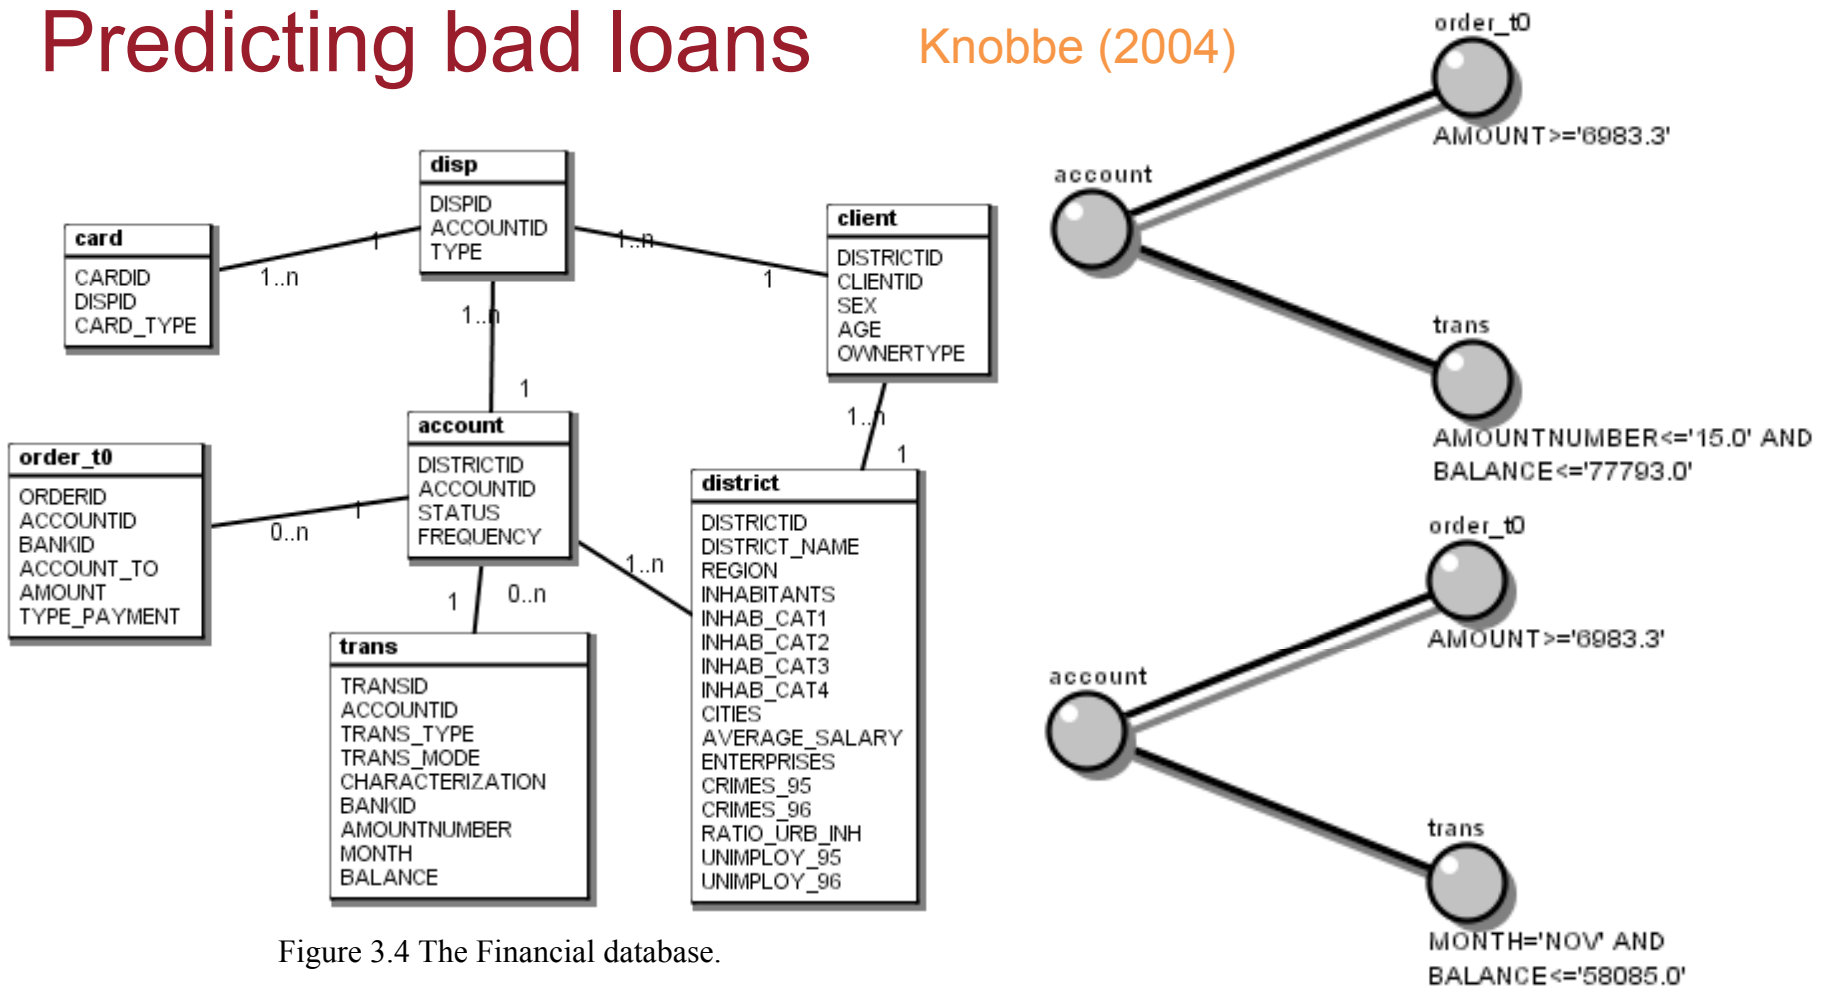 Predicting bad loans
Knobbe (2004)
disp
DISPID
ACCOUNTID
TYPE
card
CARDID
DISPID
CARD_TYPE
client
DISTRICTID
CLIENTID
SEX
AGE
OWNERTYPE
1
1..n
1..n
1
1..n
1
account
DISTRICTID
ACCOUNTID
STATUS
FREQUENCY
order_t0
ORDERID
ACCOUNTID
BANKID
ACCOUNT_TO
AMOUNT
TYPE_PAYMENT
1
0..n
1..n
1
1..n
district
DISTRICTID
DISTRICT_NAME
REGION
INHABITANTS
INHAB_CAT1
INHAB_CAT2
INHAB_CAT3
INHAB_CAT4
CITIES
AVERAGE_SALARY
ENTERPRISES
CRIMES_95
CRIMES_96
RATIO_URB_INH
UNIMPLOY_95
UNIMPLOY_96
1
0..n
trans
TRANSID
ACCOUNTID
TRANS_TYPE
TRANS_MODE
CHARACTERIZATION
BANKID
AMOUNTNUMBER
MONTH
BALANCE
Figure 3.4 The Financial database.
order_t0
AMOUNT>='6983.3'
account
trans
AMOUNTNUMBER<='15.0' AND
BALANCE<='77793.0'
order_t0
AMOUNT>='6983.3'
account
trans
MONTH='NOV' AND
BALANCE<='58085.0'